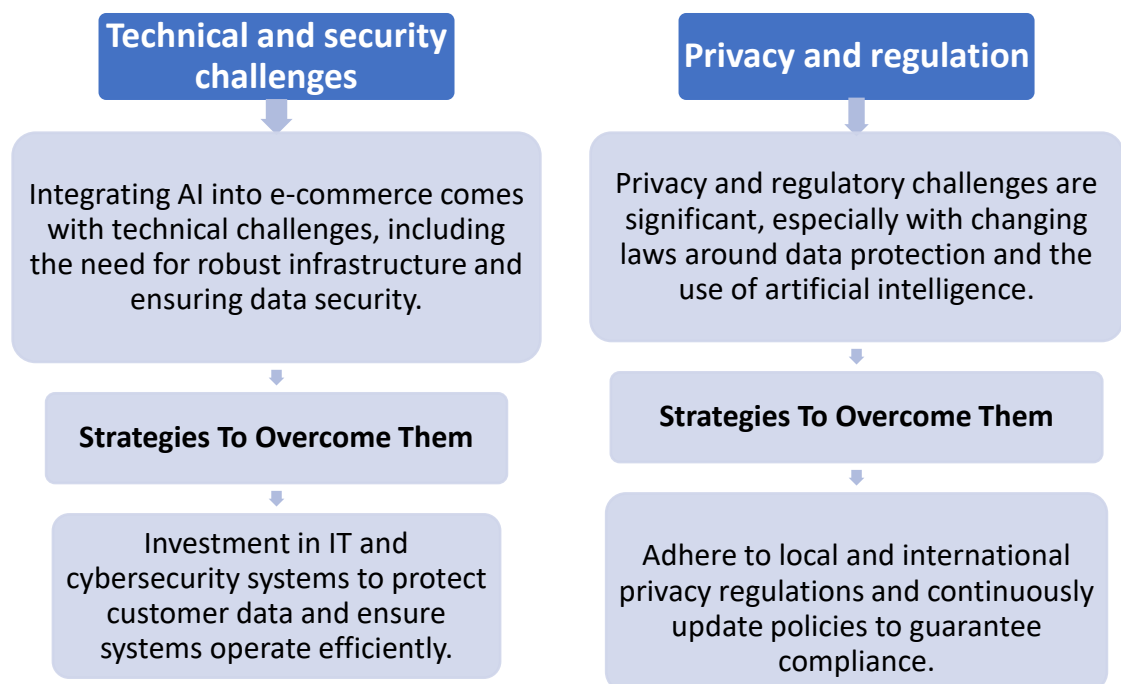 Technical and security
challenges
Integrating AI into e-commerce comes
with technical challenges, including
the need for robust infrastructure and
ensuring data security.
Strategies To Overcome Them
Investment in IT and
cybersecurity systems to protect
customer data and ensure
systems operate efficiently.
Privacy and regulation
Privacy and regulatory challenges are
significant, especially with changing
laws around data protection and the
use of artificial intelligence.
Strategies To Overcome Them
Adhere to local and international
privacy regulations and continuously
update policies to guarantee
compliance.